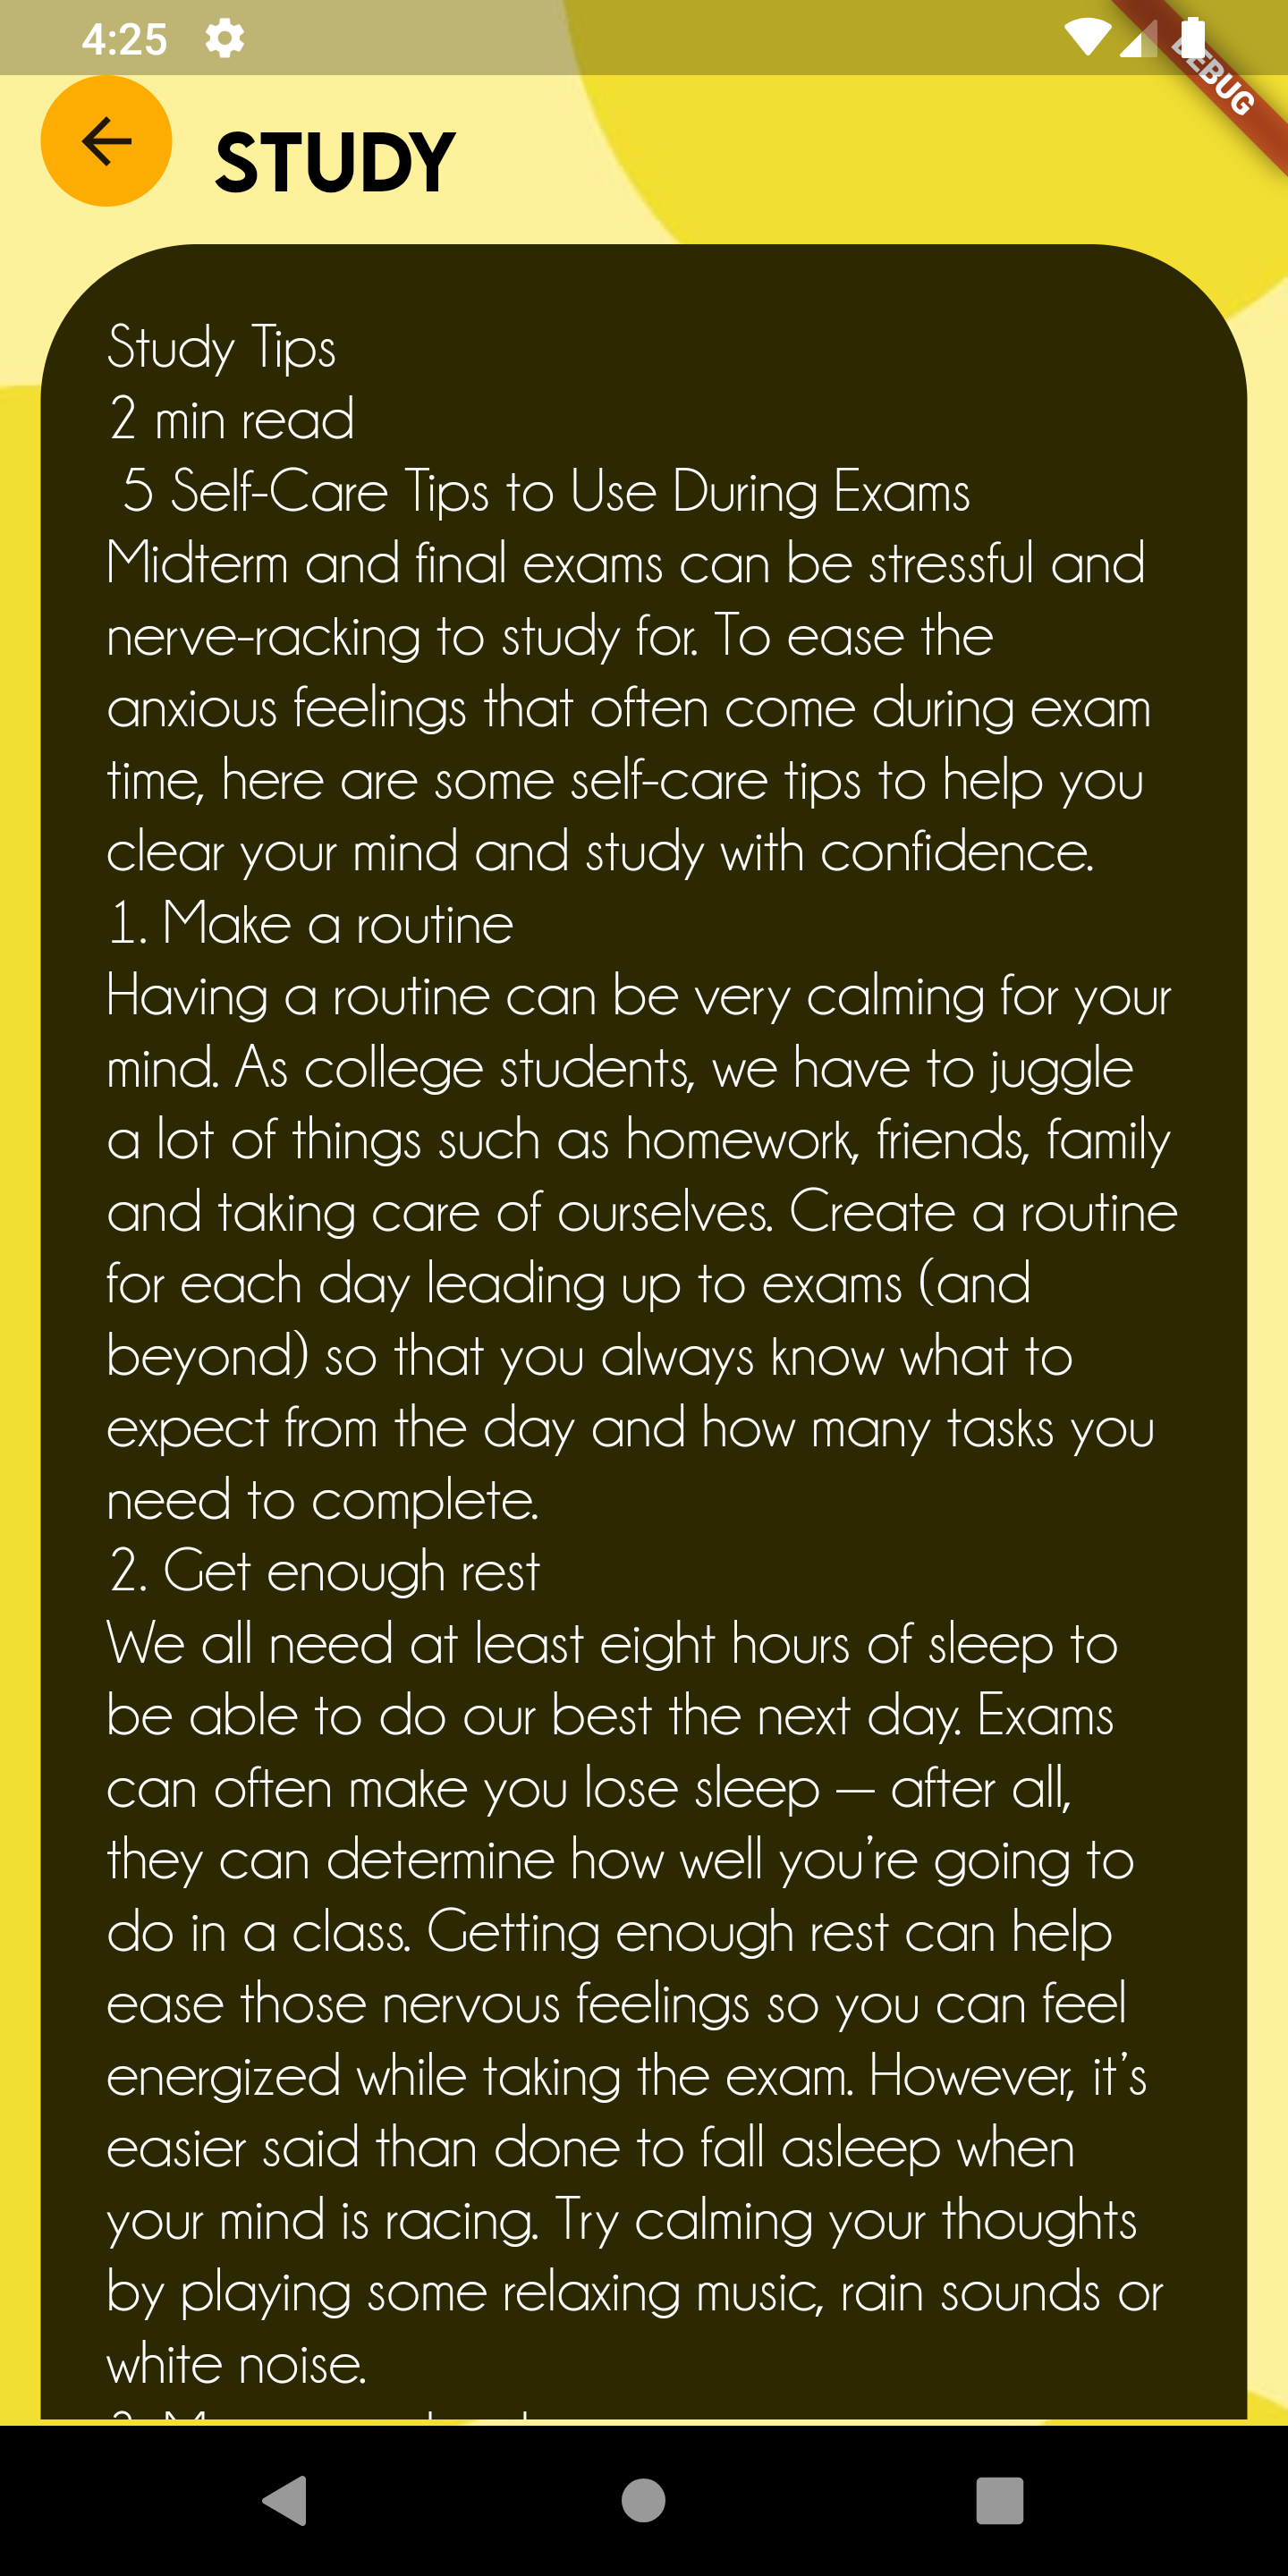 4:25
DEBUG
STUDY
Study Tips
2 min read
5 Self-Care Tips to Use During Exams
Midterm and final exams can be stressful and
nerve-racking to study for. To ease the
anxious feelings that often come during exam
time, here are some self-care tips to help you
clear your mind and study with confidence.
1. Make a routine
Having a routine can be very calming for your
mind. As college students, we have to juggle
a lot of things such as homework, friends, family
and taking care of ourselves. Create a routine
for each day leading up to exams (and
beyond) so that you always know what to
expect from the day and how many tasks you
need to complete.
2. Get enough rest
We all need at least eight hours of sleep to
be able to do our best the next day. Exams
can often make you lose sleep — after all,
they can determine how well you’re going to
do in a class. Getting enough rest can help
ease those nervous feelings so you can feel
energized while taking the exam. However, it’s
easier said than done to fall asleep when
your mind is racing. Try calming your thoughts
by playing some relaxing music, rain sounds or
white noise.